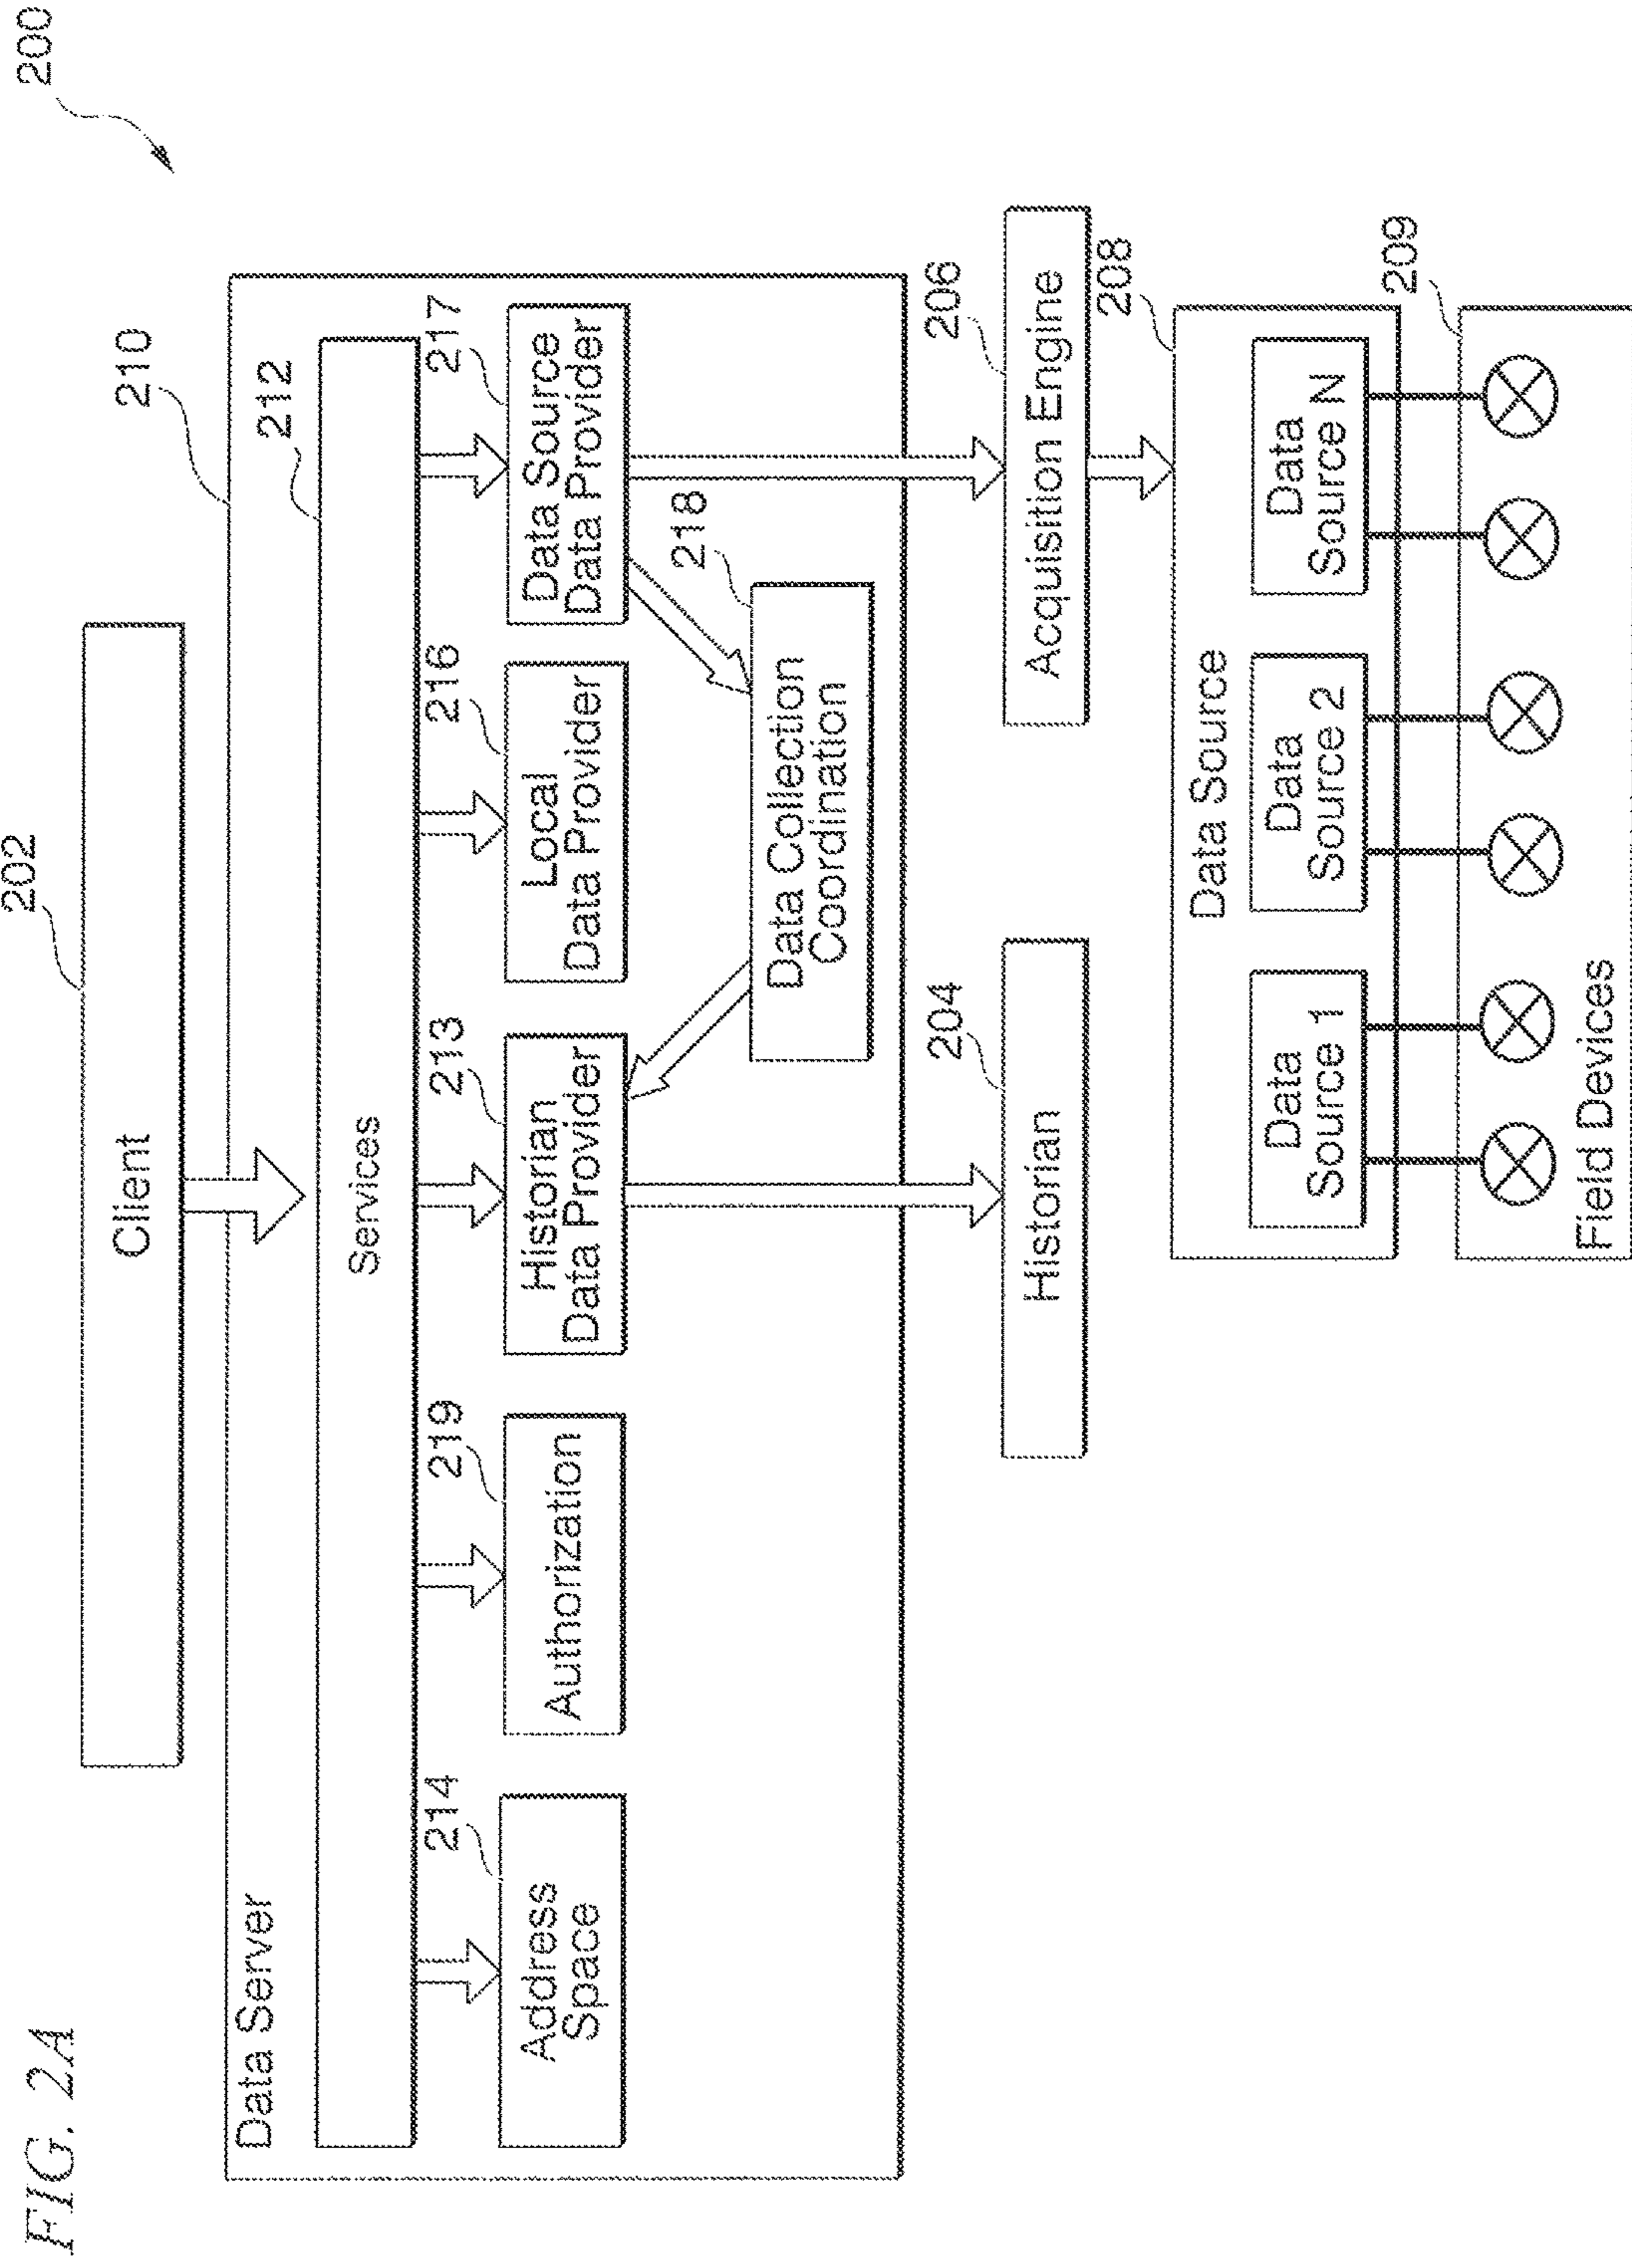 FIG. 2A
200
202
Client
210
Data Server
212
Services
214
Address
Space
219
Authorization
213
Historian
Data Provider
216
Local
Data Provider
217
Data Source
Data Provider
218
Data Collection
Coordination
204
Historian
206
Acquisition Engine
208
Data Source
Data
Source 1
Data
Source 2
Data
Source N
209
Field Devices